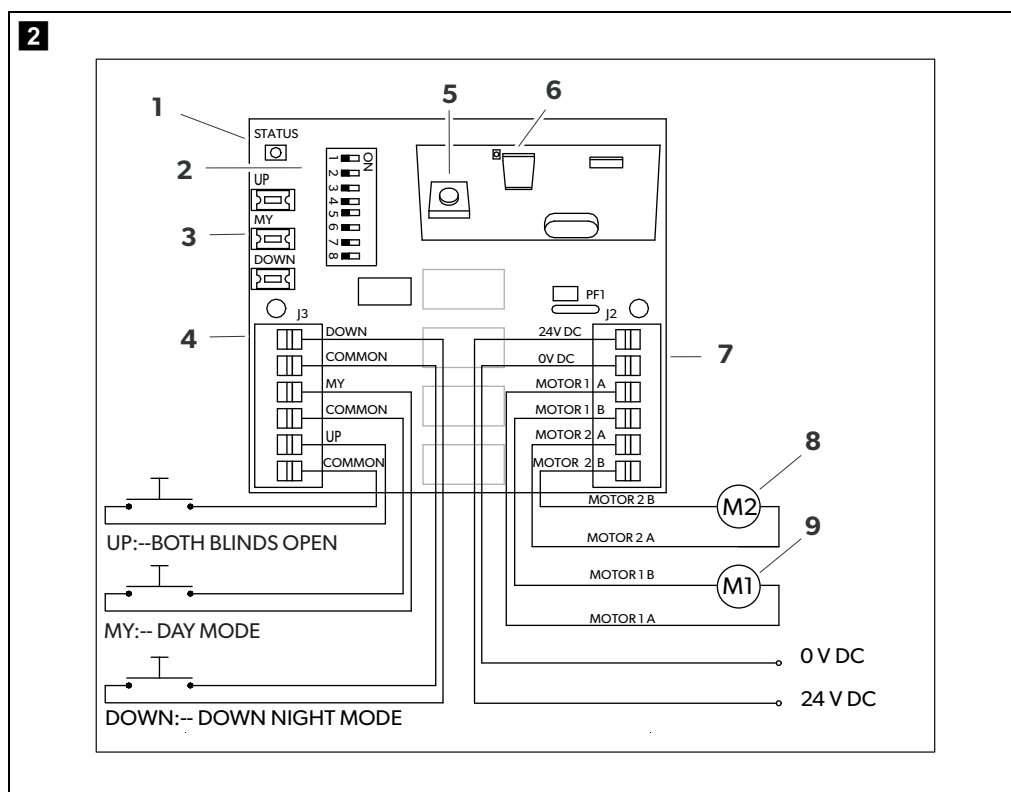 2
1
STATUS
2
ON
1
2
3
4
5
6
7
8
5
6
UP
3
MY
DOWN
PF1
4
J3
J2
7
DOWN
COMMON
MY
COMMON
UP
COMMON
24V DC
0V DC
MOTOR 1 A
MOTOR 1 B
MOTOR 2 A
MOTOR 2 B
8
M2
MOTOR 2 B
MOTOR 2 A
9
M1
MOTOR 1 B
MOTOR 1 A
UP:--BOTH BLINDS OPEN
MY:-- DAY MODE
DOWN:-- DOWN NIGHT MODE
0 V DC
24 V DC